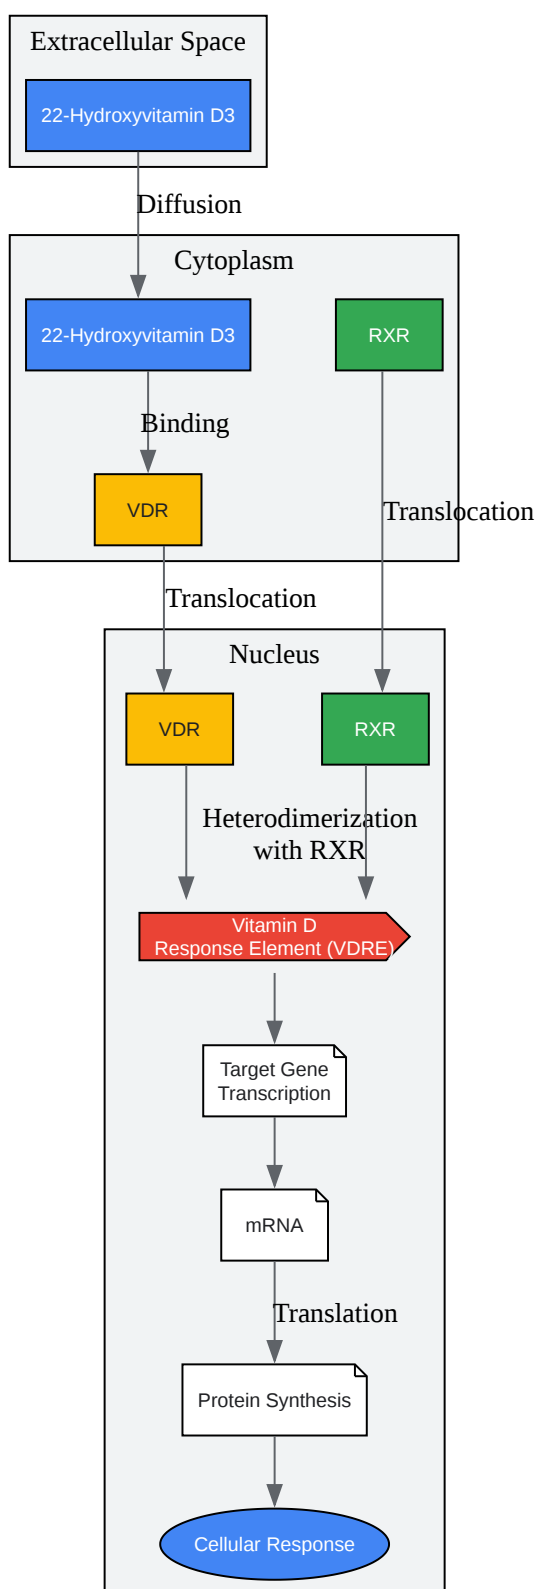 Extracellular Space
22-Hydroxyvitamin D3
Diffusion
Cytoplasm
22-Hydroxyvitamin D3
RXR
Binding
VDR
Translocation
Translocation
Nucleus
VDR
RXR
Heterodimerization
with RXR
Vitamin D
Response Element (VDRE)
Target Gene
Transcription
mRNA
Translation
Protein Synthesis
Cellular Response